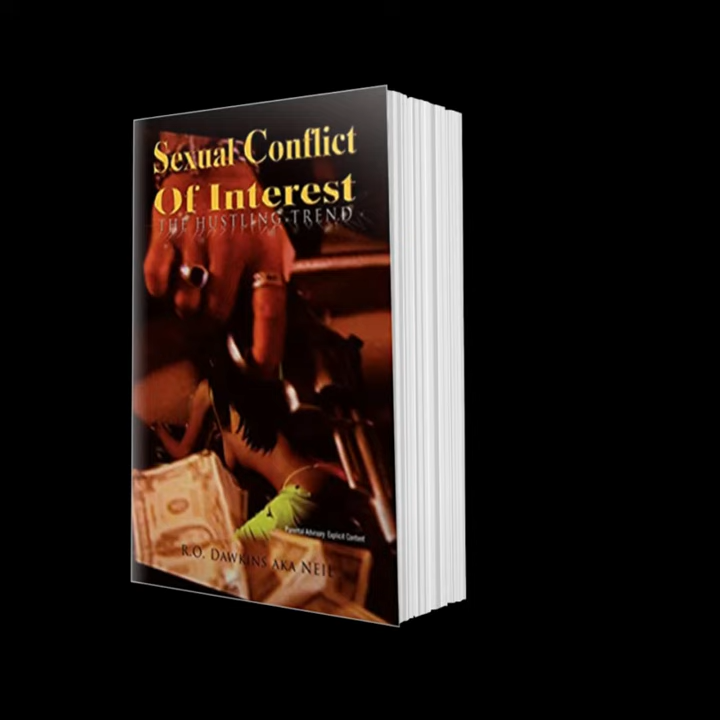 Sexual Conflict
Of Interest
THE HUSTLING TREND
Parental Advisory Explicit Content
R.O. DAWKINS AKA NEIL